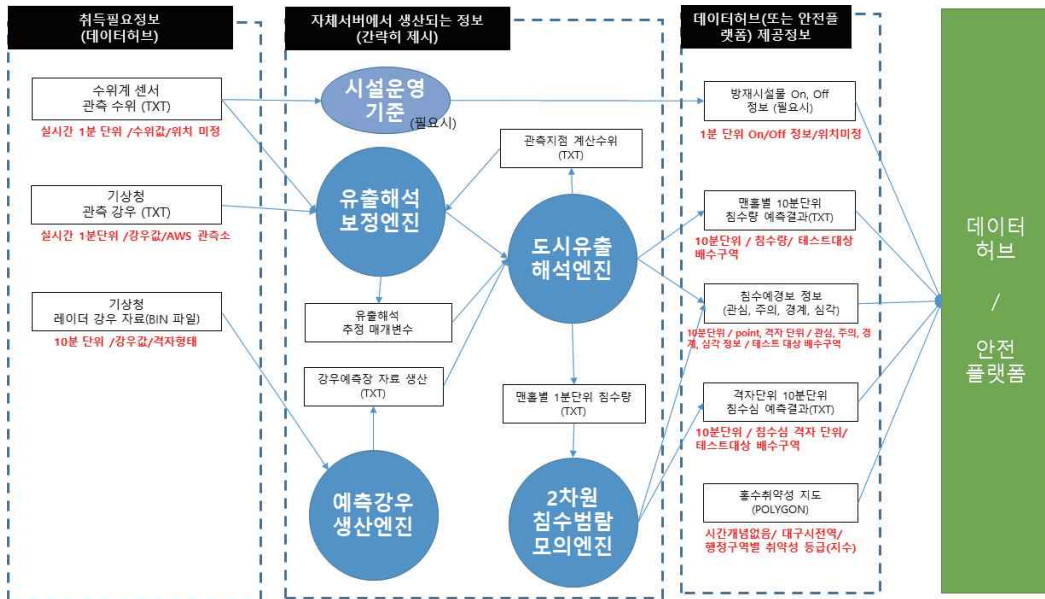 취득필요정보
(데이터허브)
수위계 센서
관측 수위 (TXT)
실시간 1분 단위 /수위값/위치 미정
기상청
관측 강우 (TXT)
실시간 1분단위 /강우값/AWS 관측소
기상청
레이더 강우 자료(BIN 파일)
10분 단위 /강우값/격자형태
자체서버에서 생산되는 정보
(간략히 제시)
시설운영
기준
(필요시)
관측지점 계산수위
(TXT)
유출해석
보정엔진
도시유출
해석엔진
유출해석
추정 매개변수
강우예측장 자료 생산
(TXT)
맨홀별 1분단위 침수량
(TXT)
예측강우
생산엔진
2차원
침수범람
모의엔진
데이터허브(또는 안전플
랫폼) 제공정보
방재시설물 On, Off
정보 (필요시)
1분 단위 On/Off 정보/위치미정
맨홀별 10분단위
침수량 예측결과(TXT)
10분단위 / 침수량/ 테스트대상
배수구역
침수예경보 정보
(관심, 주의, 경계, 심각)
10분단위 / point, 격자 단위 / 관심, 주의, 경
계, 심각 정보 / 테스트 대상 배수구역
격자단위 10분단위
침수심 예측결과(TXT)
10분단위 / 침수심 격자 단위/
테스트대상 배수구역
홍수취약성 지도
(POLYGON)
시간개념없음/ 대구시전역/
행정구역별 취약성 등급(지수)
데이터
허브
/
안전
플랫폼